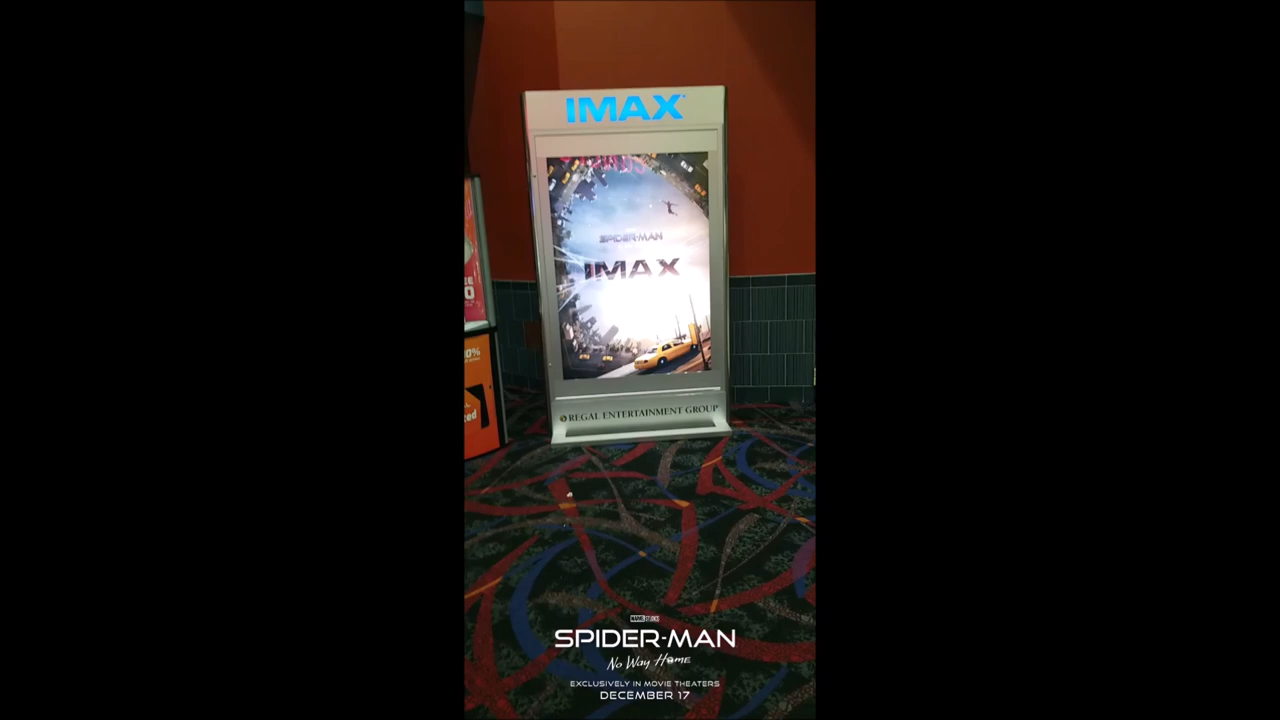 IMAX
SPIDER-MAN
IMAX
REGAL ENTERTAINMENT GROUP
MARVEL STUDIOS
SPIDER-MAN
No Way Home
EXCLUSIVELY IN MOVIE THEATERS
DECEMBER 17